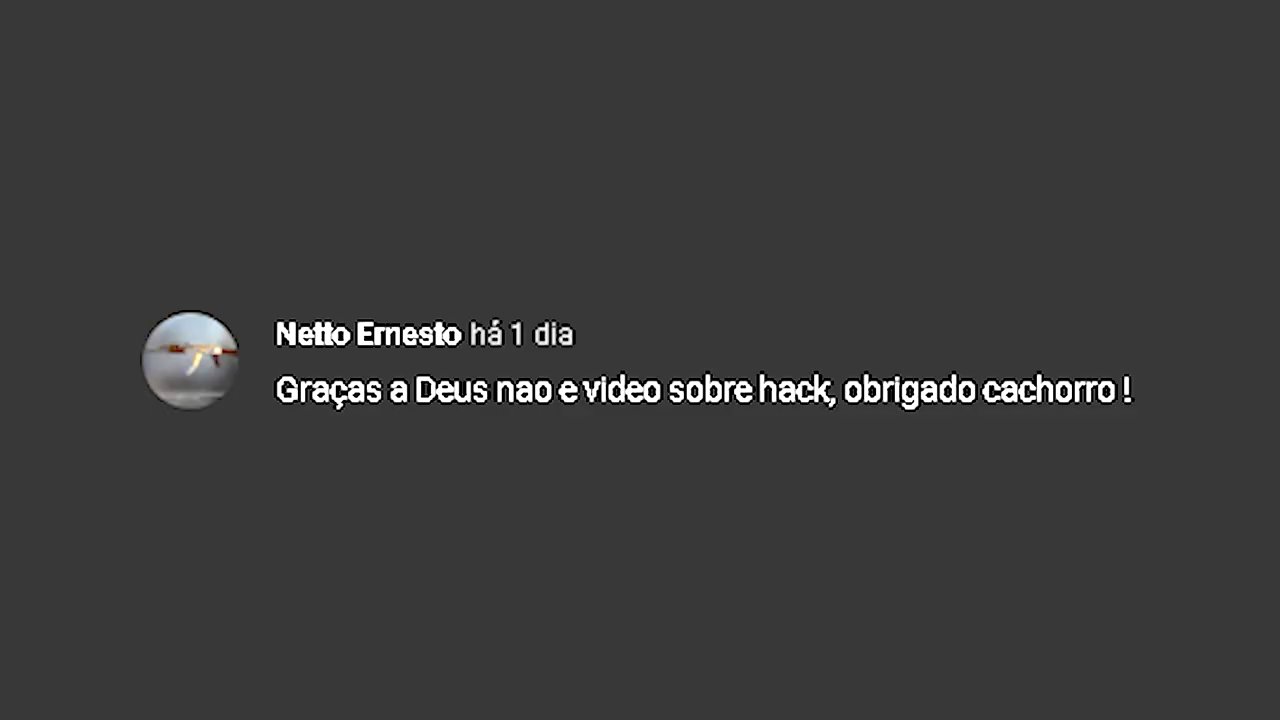 Netto Ernesto há 1 dia
Graças a Deus nao e video sobre hack, obrigado cachorro !